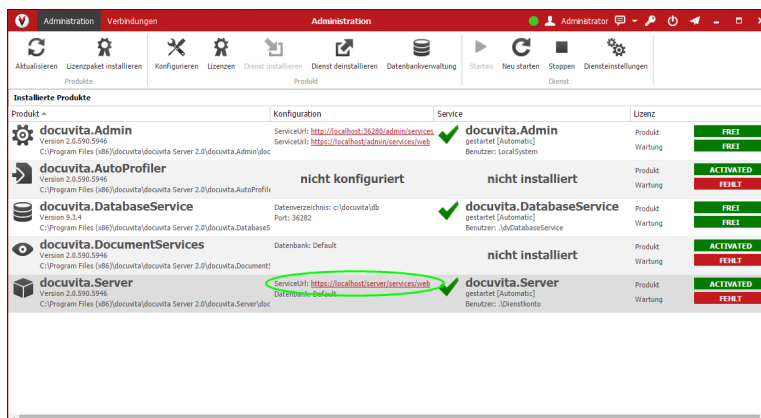 Administration Verbindungen Administration Administrator
Aktualisieren Lizenzpaket installieren Konfigurieren Lizenzen Dienst installieren Dienst deinstallieren Datenbankverwaltung Starten Neu starten Stoppen Diensteinstellungen
Produkte Produkt Dienst
Installierte Produkte
Produkt Konfiguration Service Lizenz
docuvita.Admin
Version 2.0.590.5946
C:\Program Files (x86)\docuvita\docuvita Server 2.0\docuvita.Admin\doc
ServiceUrl: http://localhost:36280/admin/services
ServiceUrl: https://localhost/admin/services/web
docuvita.Admin
gestartet [Automatic]
Benutzer: LocalSystem
Produkt FREI
Wartung FREI
docuvita.AutoProfiler
Version 2.0.590.5946
C:\Program Files (x86)\docuvita\docuvita Server 2.0\docuvita.AutoProfile
nicht konfiguriert
nicht installiert
Produkt ACTIVATED
Wartung FEHLT
docuvita.DatabaseService
Version 9.3.4
C:\Program Files (x86)\docuvita\docuvita Server 2.0\docuvita.DatabaseS
Datenverzeichnis: c:\docuvita\db
Port: 36282
docuvita.DatabaseService
gestartet [Automatic]
Benutzer: .\dvDatabaseService
Produkt FREI
Wartung FREI
docuvita.DocumentServices
Version 2.0.590.5946
C:\Program Files (x86)\docuvita\docuvita Server 2.0\docuvita.Document
Datenbank: Default
nicht installiert
Produkt ACTIVATED
Wartung FEHLT
docuvita.Server
Version 2.0.590.5946
C:\Program Files (x86)\docuvita\docuvita Server 2.0\docuvita.Server\doc
ServiceUrl: https://localhost/server/services/web
Datenbank: Default
docuvita.Server
gestartet [Automatic]
Benutzer: .\Dienstkonto
Produkt ACTIVATED
Wartung FEHLT